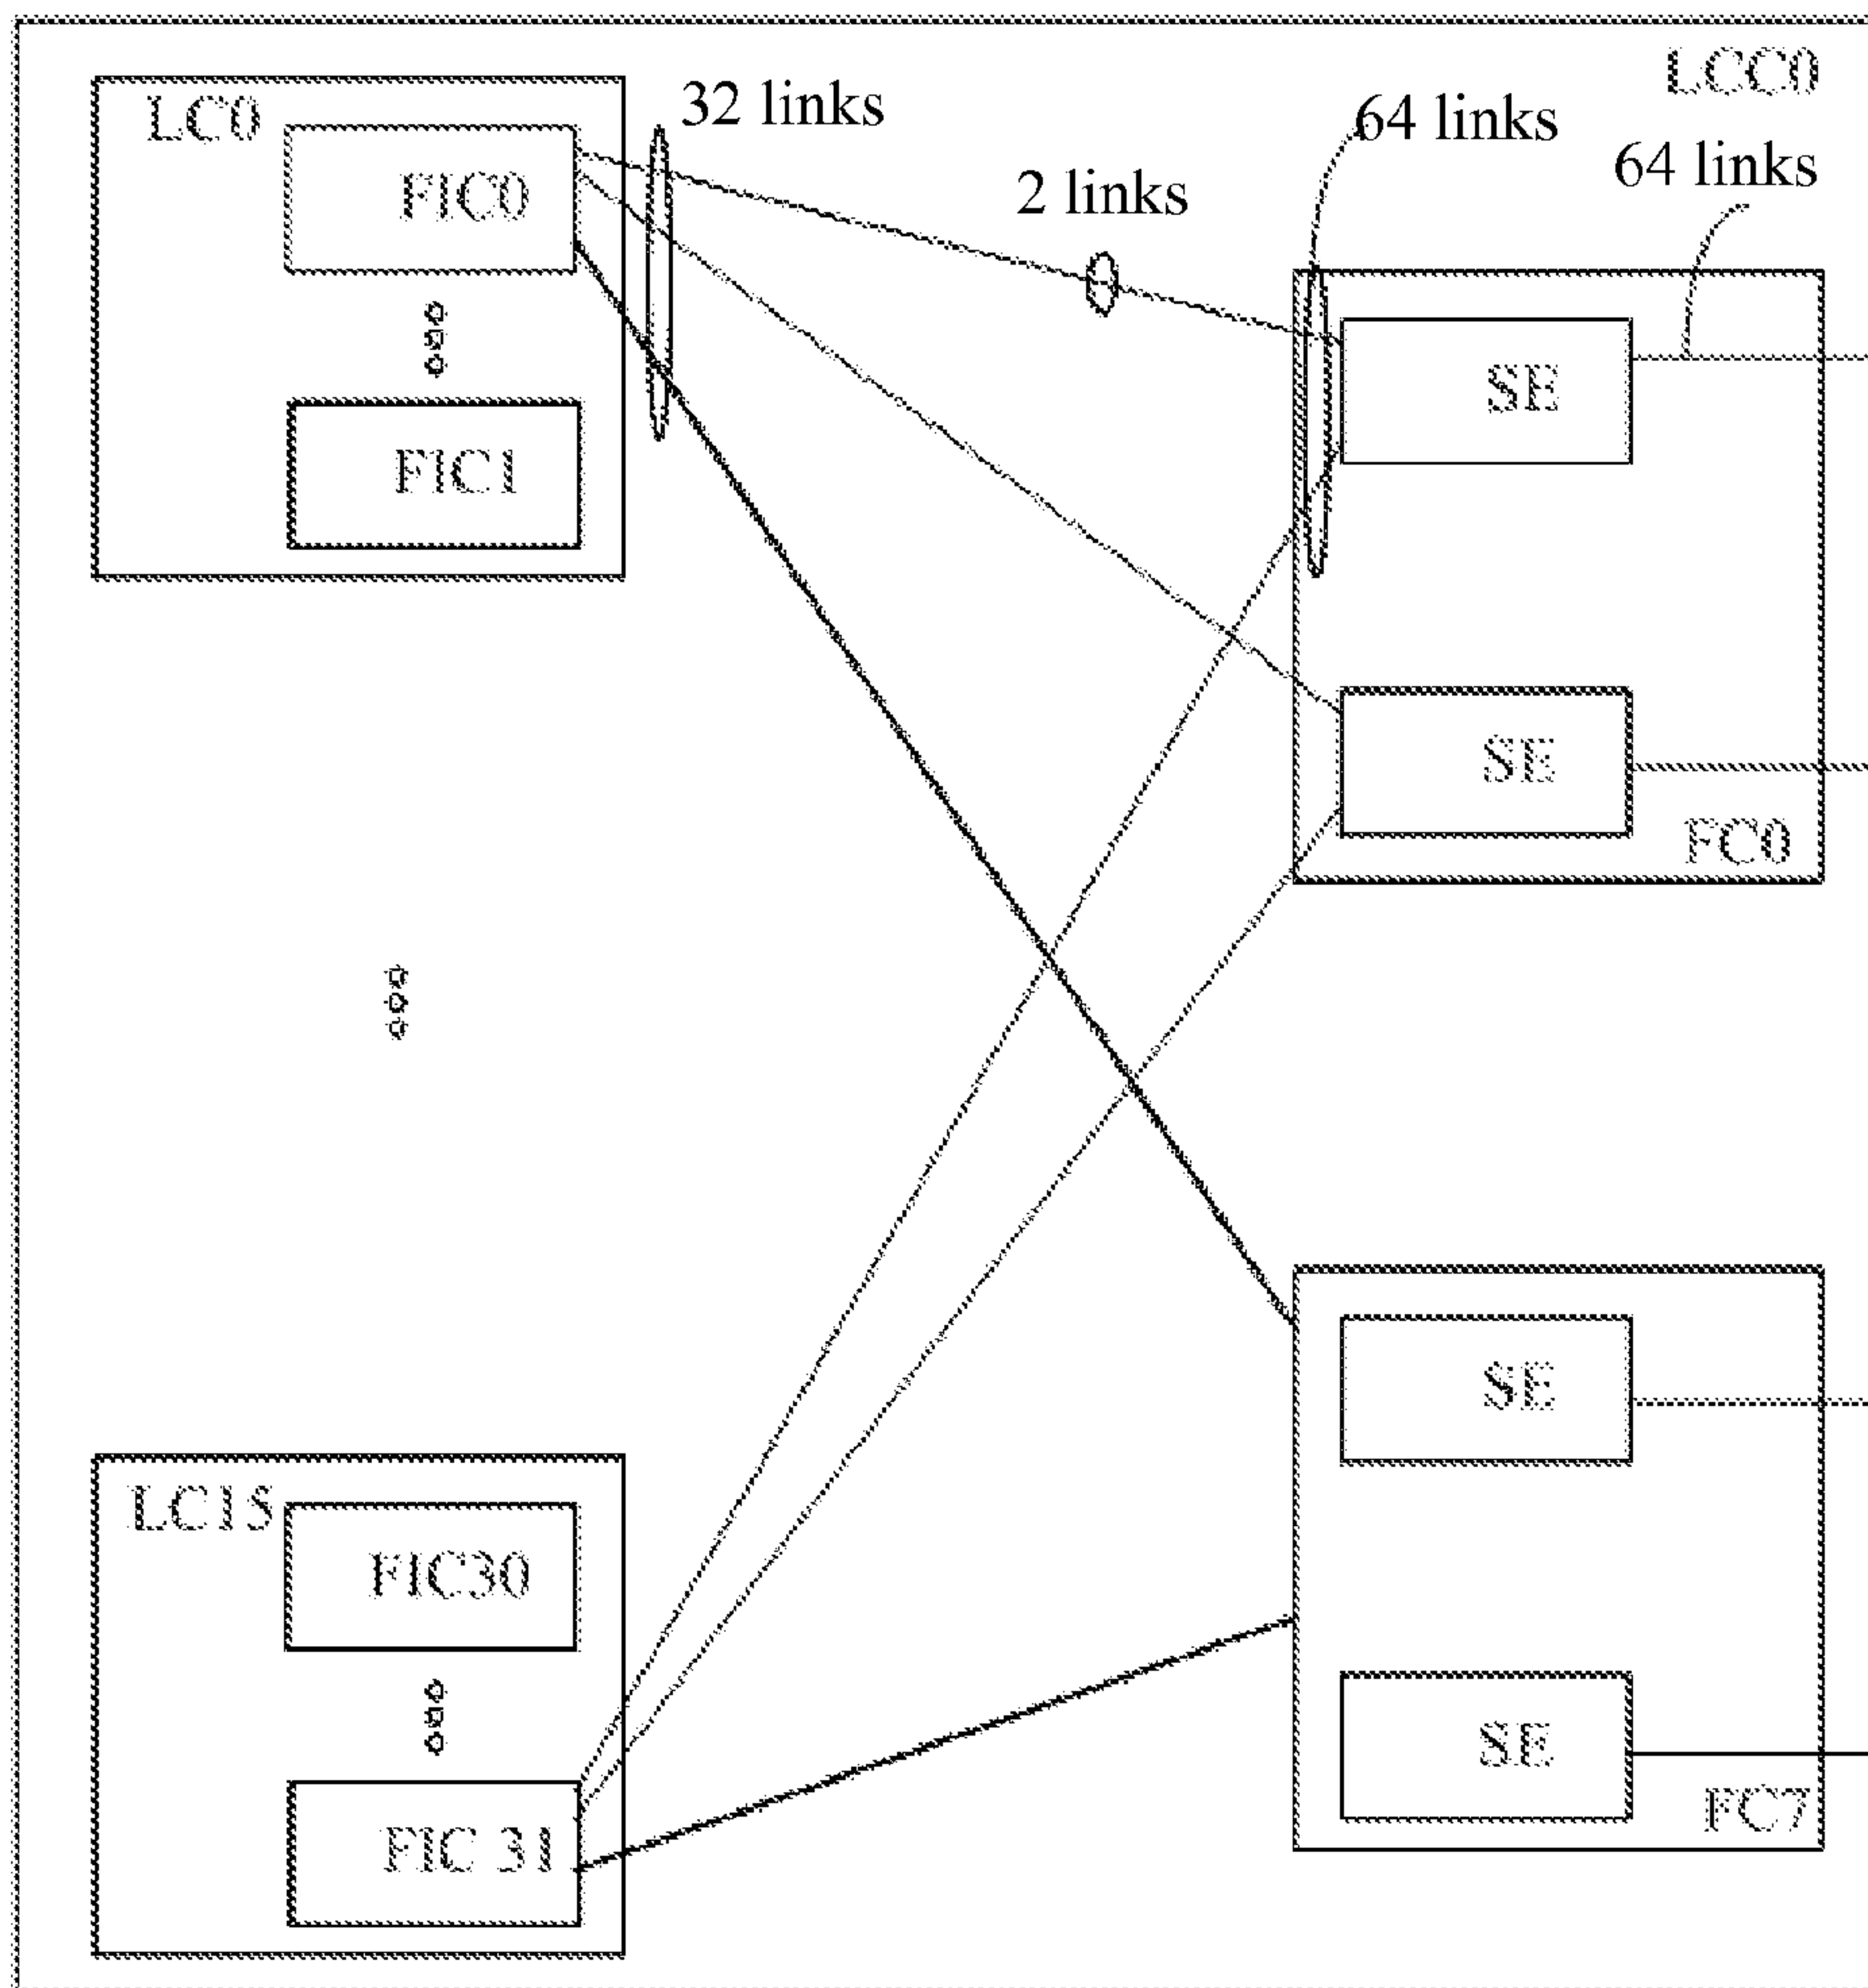 LCC0
LC0
32 links
64 links
64 links
2 links
FIC0
FIC1
SE
SE
FC0
LC15
FIC30
FIC 31
SE
SE
FC7